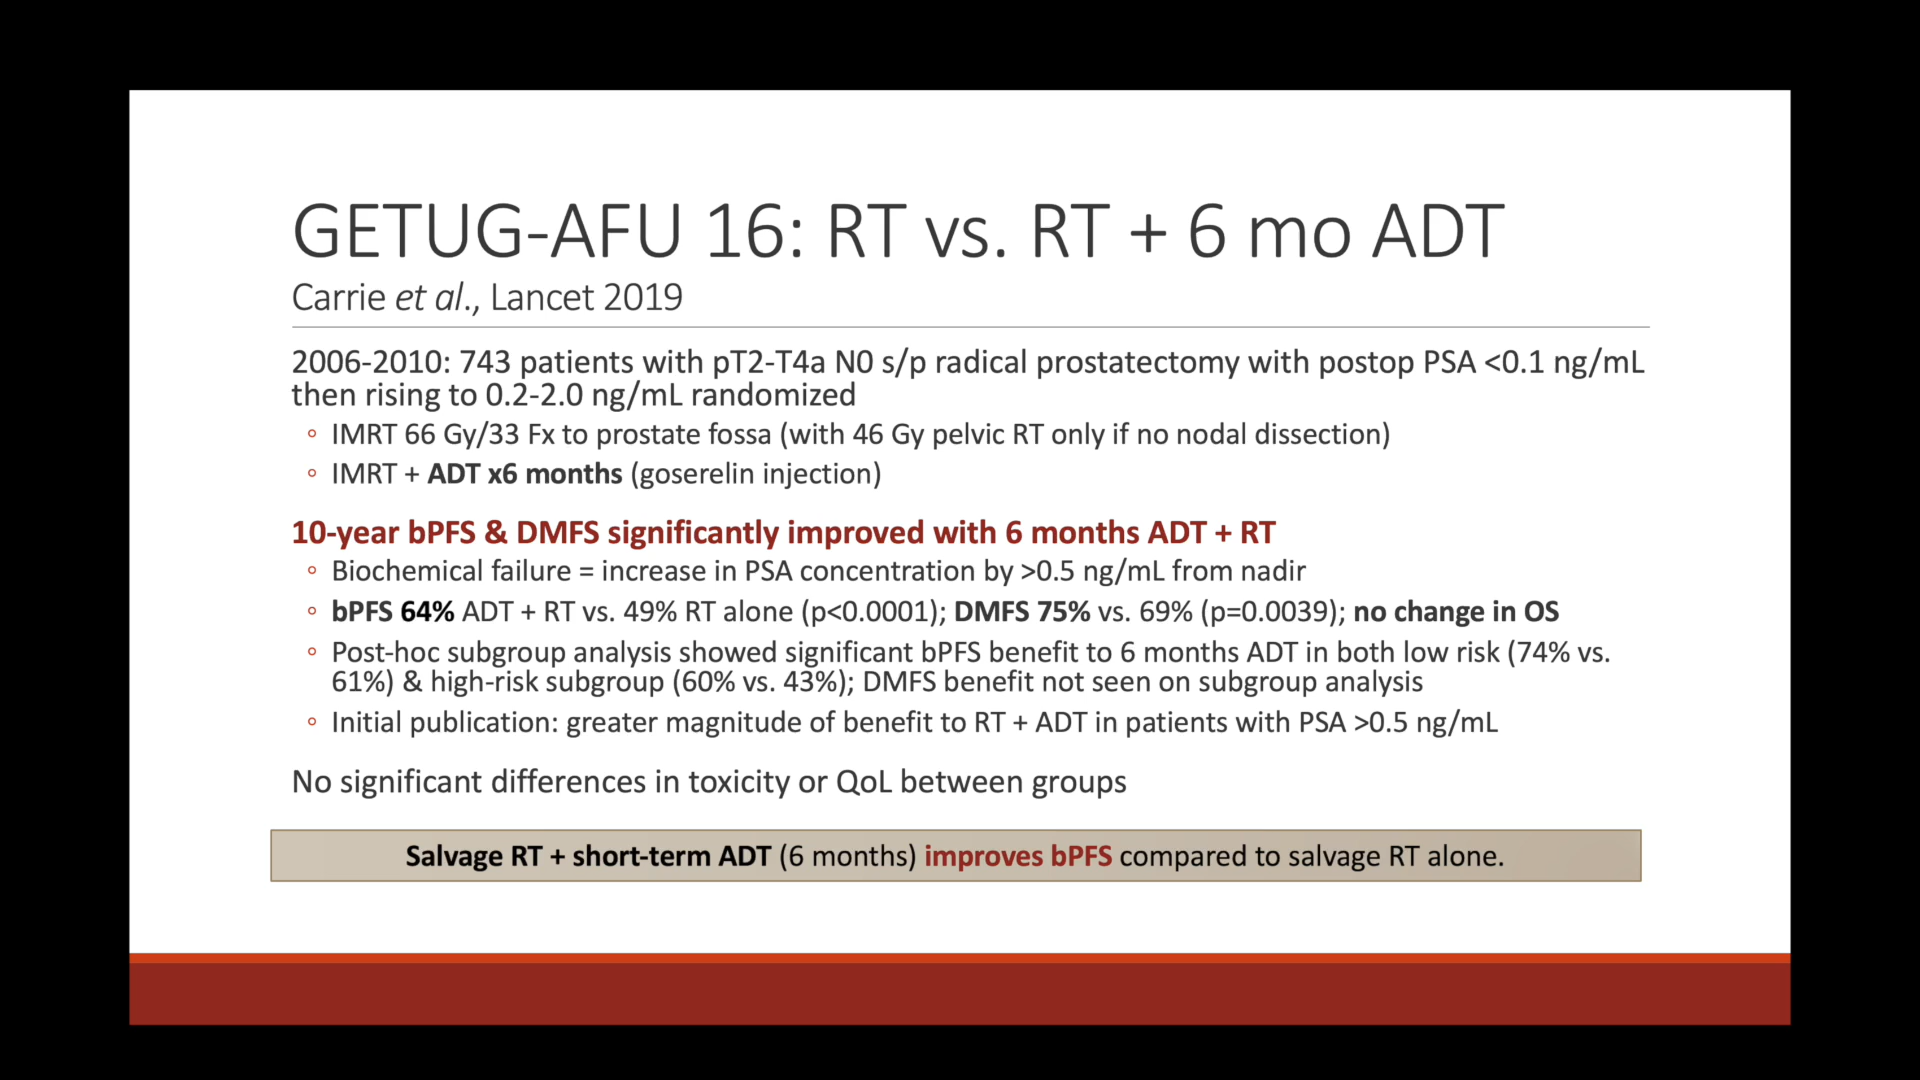 GETUG-AFU 16: RT vs. RT + 6 mo ADT
Carrie et al., Lancet 2019
2006-2010: 743 patients with pT2-T4a N0 s/p radical prostatectomy with postop PSA <0.1 ng/mL
then rising to 0.2-2.0 ng/mL randomized
◦ IMRT 66 Gy/33 Fx to prostate fossa (with 46 Gy pelvic RT only if no nodal dissection)
◦ IMRT + ADT x6 months (goserelin injection)
10-year bPFS & DMFS significantly improved with 6 months ADT + RT
◦ Biochemical failure = increase in PSA concentration by >0.5 ng/mL from nadir
◦ bPFS 64% ADT + RT vs. 49% RT alone (p<0.0001); DMFS 75% vs. 69% (p=0.0039); no change in OS
◦ Post-hoc subgroup analysis showed significant bPFS benefit to 6 months ADT in both low risk (74% vs.
61%) & high-risk subgroup (60% vs. 43%); DMFS benefit not seen on subgroup analysis
◦ Initial publication: greater magnitude of benefit to RT + ADT in patients with PSA >0.5 ng/mL
No significant differences in toxicity or QoL between groups
Salvage RT + short-term ADT (6 months) improves bPFS compared to salvage RT alone.